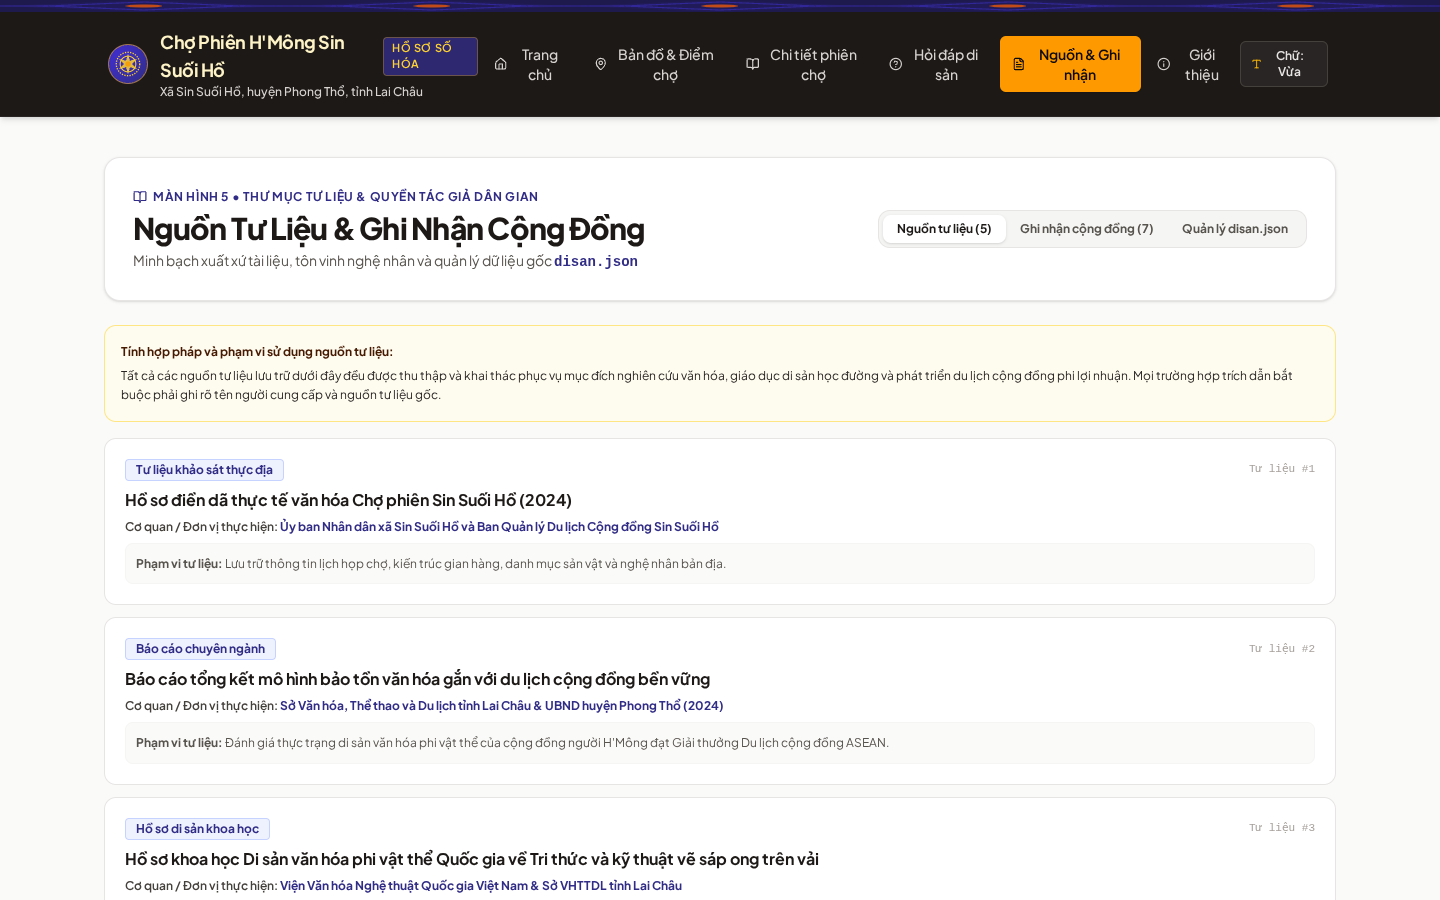 Chợ Phiên H'Mông Sin
Suối Hồ
HỒ SƠ SỐ
HÓA
Xã Sin Suối Hồ, huyện Phong Thổ, tỉnh Lai Châu
Trang
chủ
Bản đồ & Điểm
chợ
Chi tiết phiên
chợ
Hỏi đáp di
sản
Nguồn & Ghi
nhận
Giới
thiệu
Chữ:
Vừa
MÀN HÌNH 5 • THƯ MỤC TƯ LIỆU & QUYỀN TÁC GIẢ DÂN GIAN
Nguồn Tư Liệu & Ghi Nhận Cộng Đồng
Minh bạch xuất xứ tài liệu, tôn vinh nghệ nhân và quản lý dữ liệu gốc disan.json
Nguồn tư liệu (5)
Ghi nhận cộng đồng (7)
Quản lý disan.json
Tính hợp pháp và phạm vi sử dụng nguồn tư liệu:
Tất cả các nguồn tư liệu lưu trữ dưới đây đều được thu thập và khai thác phục vụ mục đích nghiên cứu văn hóa, giáo dục di sản học đường và phát triển du lịch cộng đồng phi lợi nhuận. Mọi trường hợp trích dẫn bắt
buộc phải ghi rõ tên người cung cấp và nguồn tư liệu gốc.
Tư liệu khảo sát thực địa
Tư liệu #1
Hồ sơ điền dã thực tế văn hóa Chợ phiên Sin Suối Hồ (2024)
Cơ quan / Đơn vị thực hiện: Ủy ban Nhân dân xã Sin Suối Hồ và Ban Quản lý Du lịch Cộng đồng Sin Suối Hồ
Phạm vi tư liệu: Lưu trữ thông tin lịch họp chợ, kiến trúc gian hàng, danh mục sản vật và nghệ nhân bản địa.
Báo cáo chuyên ngành
Tư liệu #2
Báo cáo tổng kết mô hình bảo tồn văn hóa gắn với du lịch cộng đồng bền vững
Cơ quan / Đơn vị thực hiện: Sở Văn hóa, Thể thao và Du lịch tỉnh Lai Châu & UBND huyện Phong Thổ (2024)
Phạm vi tư liệu: Đánh giá thực trạng di sản văn hóa phi vật thể của cộng đồng người H'Mông đạt Giải thưởng Du lịch cộng đồng ASEAN.
Hồ sơ di sản khoa học
Tư liệu #3
Hồ sơ khoa học Di sản văn hóa phi vật thể Quốc gia về Tri thức và kỹ thuật vẽ sáp ong trên vải
Cơ quan / Đơn vị thực hiện: Viện Văn hóa Nghệ thuật Quốc gia Việt Nam & Sở VHTTDL tỉnh Lai Châu